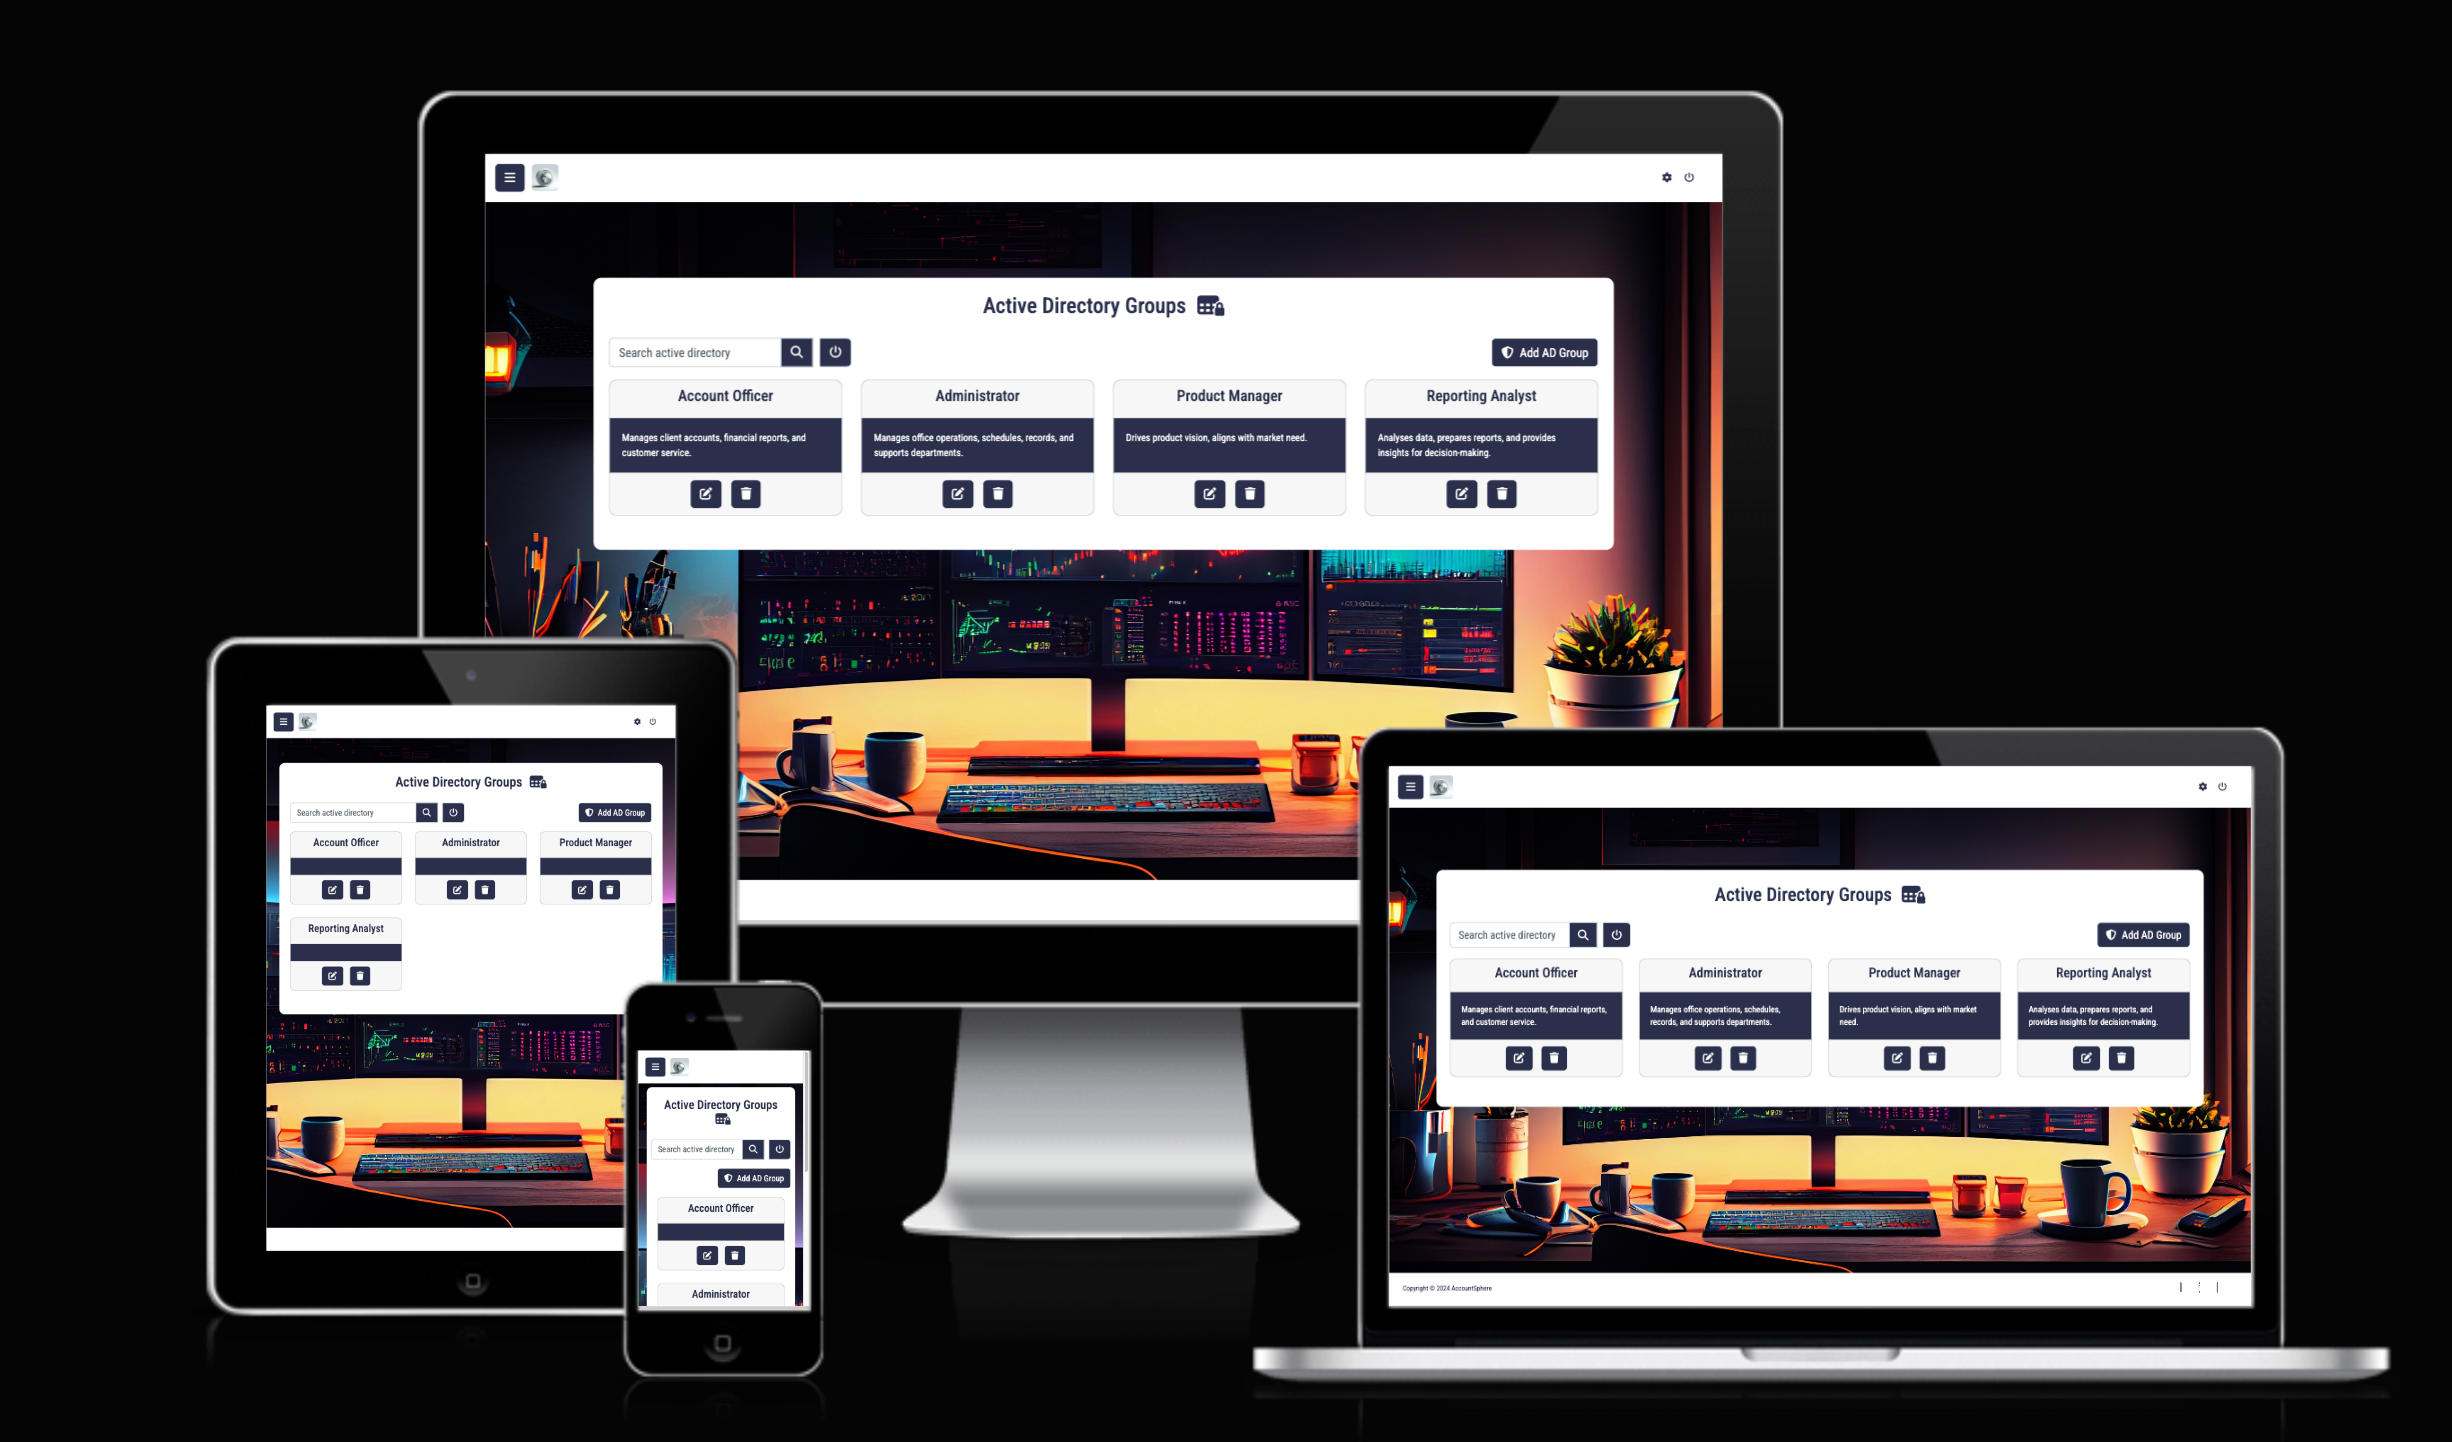 Active Directory Groups
Search active directory
Add AD Group
Account Officer
Manages client accounts, financial reports, and
customer service.
Administrator
Manages office operations, schedules, records, and
supports departments.
Product Manager
Drives product vision, aligns with market need.
Reporting Analyst
Analyses data, prepares reports, and provides
insights for decision-making.
Active Directory Groups
Search active directory
Add AD Group
Account Officer
Administrator
Product Manager
Reporting Analyst
Active Directory Groups
Search active directory
Add AD Group
Account Officer
Administrator
Active Directory Groups
Search active directory
Add AD Group
Account Officer
Manages client accounts, financial reports,
and customer service.
Administrator
Manages office operations, schedules,
records, and supports departments.
Product Manager
Drives product vision, aligns with market
need.
Reporting Analyst
Analyses data, prepares reports, and
provides insights for decision-making.
Copyright © 2024 AccountSphere